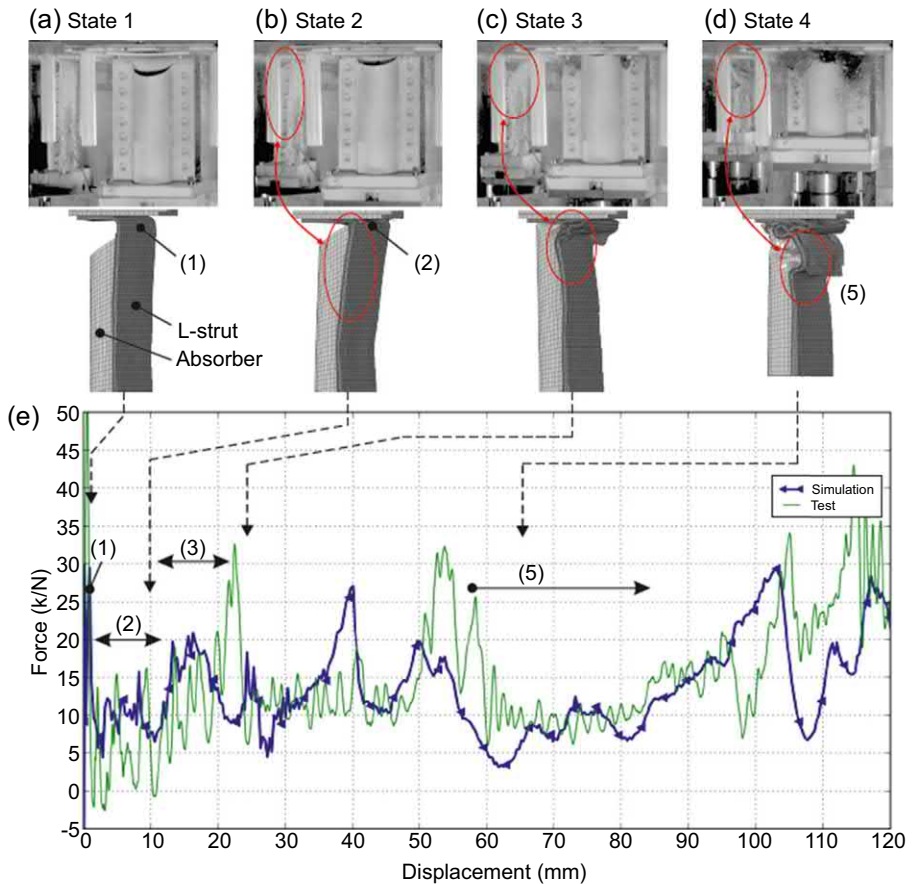 (a) State 1
(b) State 2
(c) State 3
(d) State 4
(1)
(2)
(5)
L-strut
Absorber
(e)
50
45
40
35
30
25
20
15
10
5
0
-5
Force (k/N)
(1)
(2)
(3)
(5)
Simulation
Test
0 10 20 30 40 50 60 70 80 90 100 110 120
Displacement (mm)